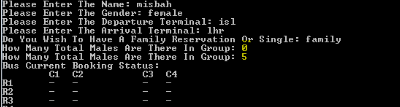 Please Enter The Name: misbah
Please Enter The Gender: female
Please Enter The Departure Terminal: isl
Please Enter The Arrival Terminal: lhr
Do You Wish To Have A Family Reservation Or Single: family
How Many Total Males Are There In Group: 0
How Many Total Males Are There In Group: 5
Bus Current Booking Status:
C1 C2 C3 C4
R1 - - - -
R2 - - - -
R3 - - - -